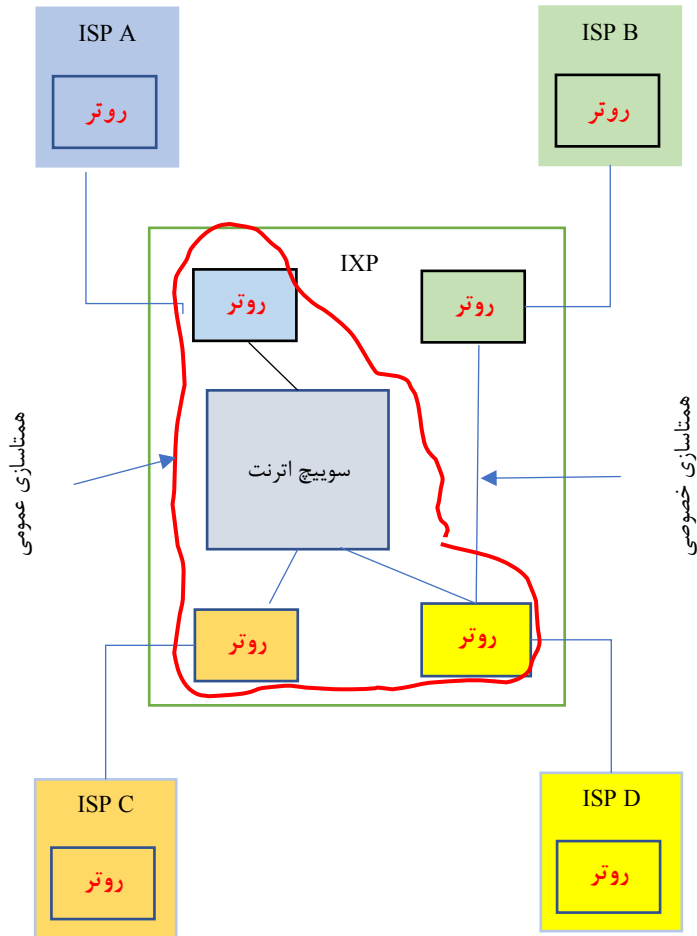 ISP A
روتر
ISP B
روتر
IXP
روتر
روتر
سوییچ اترنت
همتاسازی عمومی
همتاسازی خصوصی
روتر
روتر
ISP C
روتر
ISP D
روتر